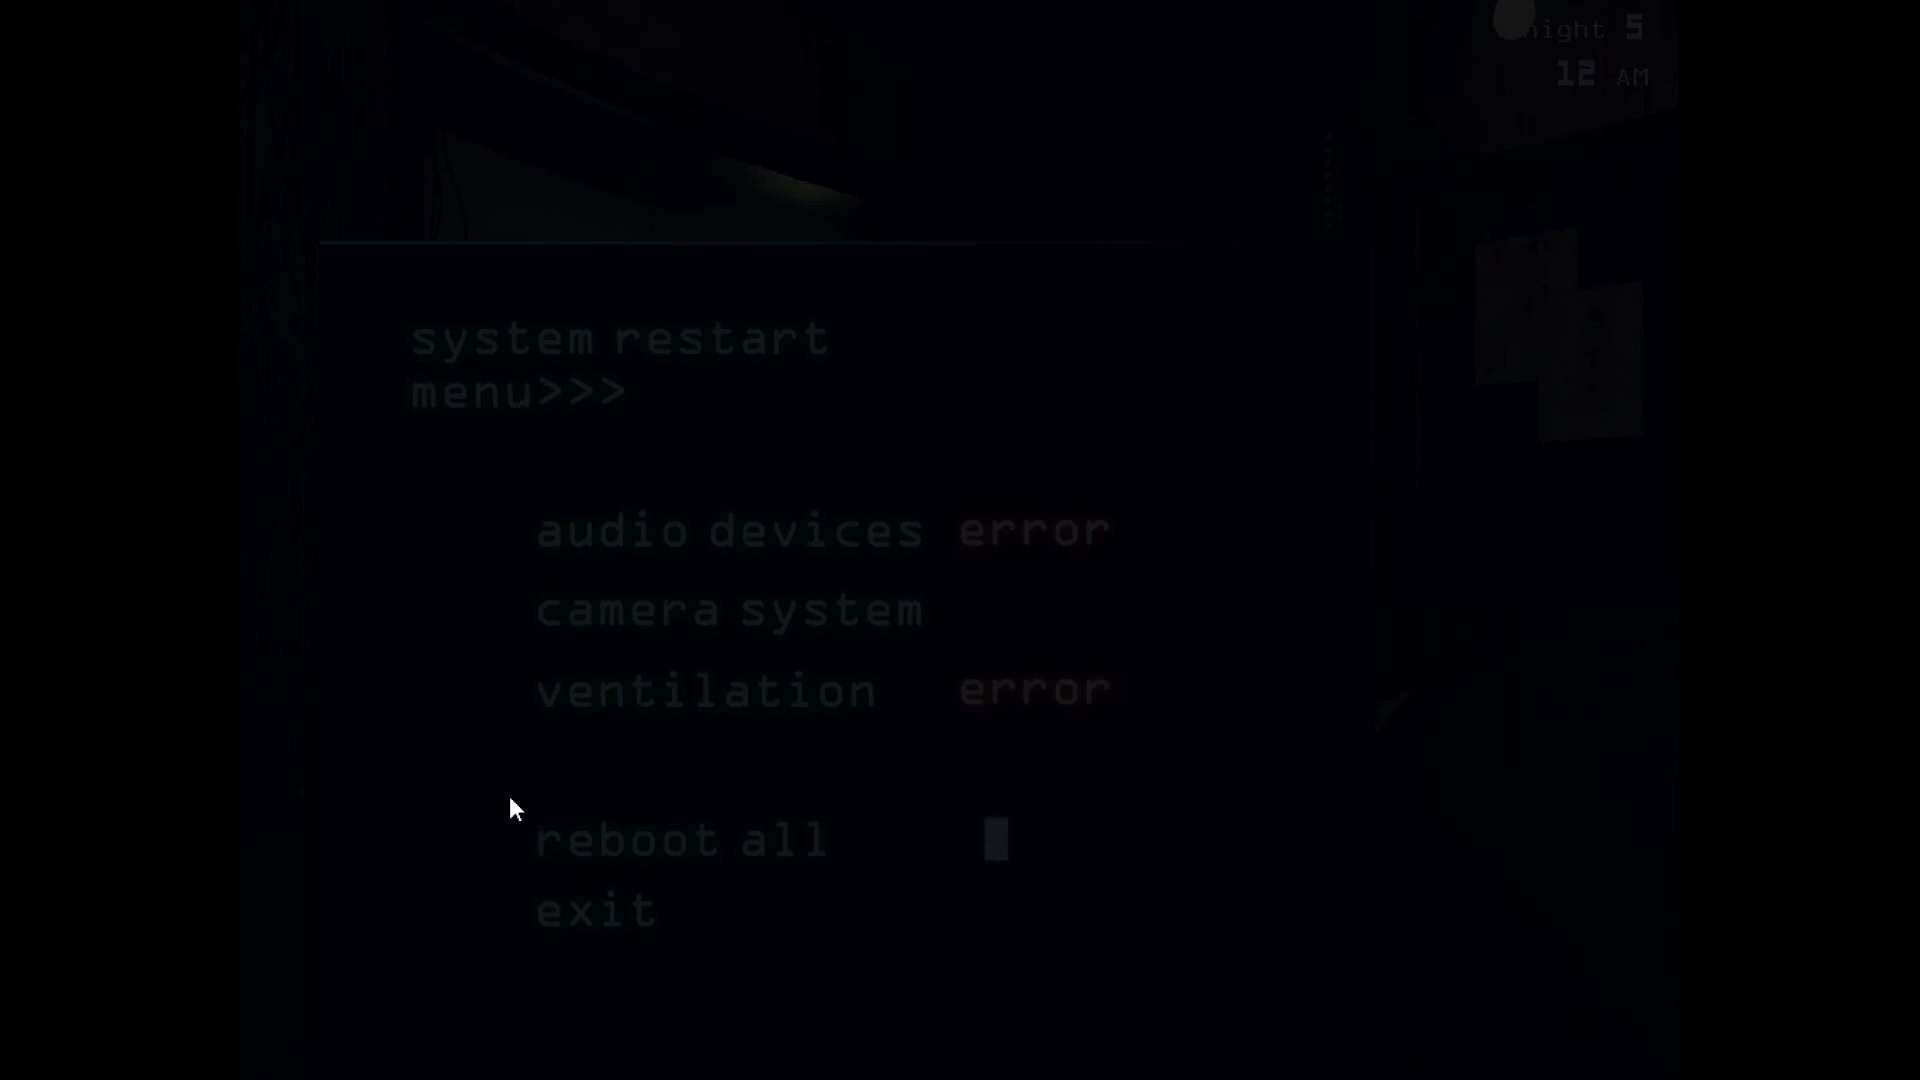 night 5
12 AM
system restart
menu>>>
audio devices error
camera system
ventilation error
reboot all
exit